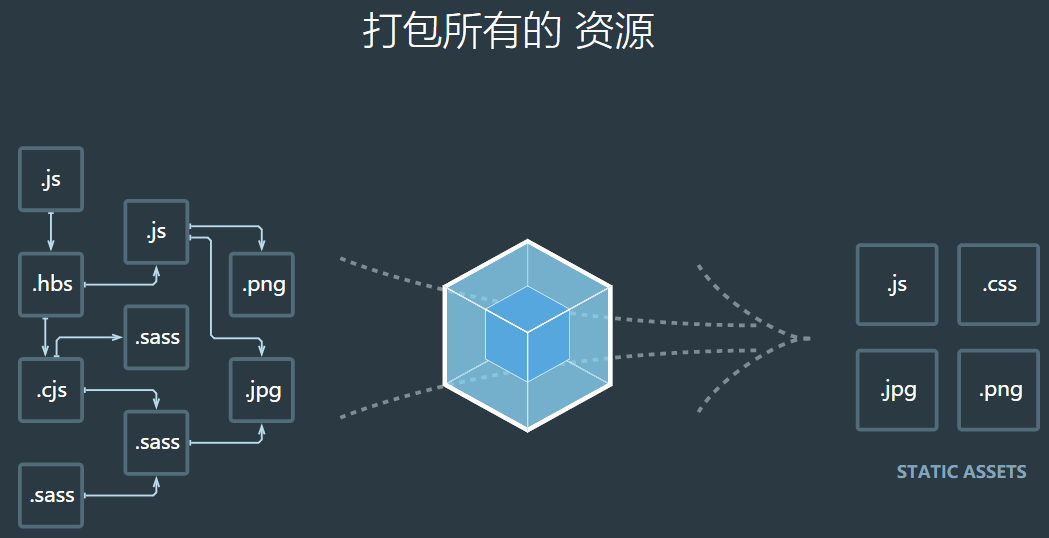 打包所有的 资源
.js
.js
.hbs
.png
.sass
.cjs
.jpg
.sass
.sass
.js
.css
.jpg
.png
STATIC ASSETS